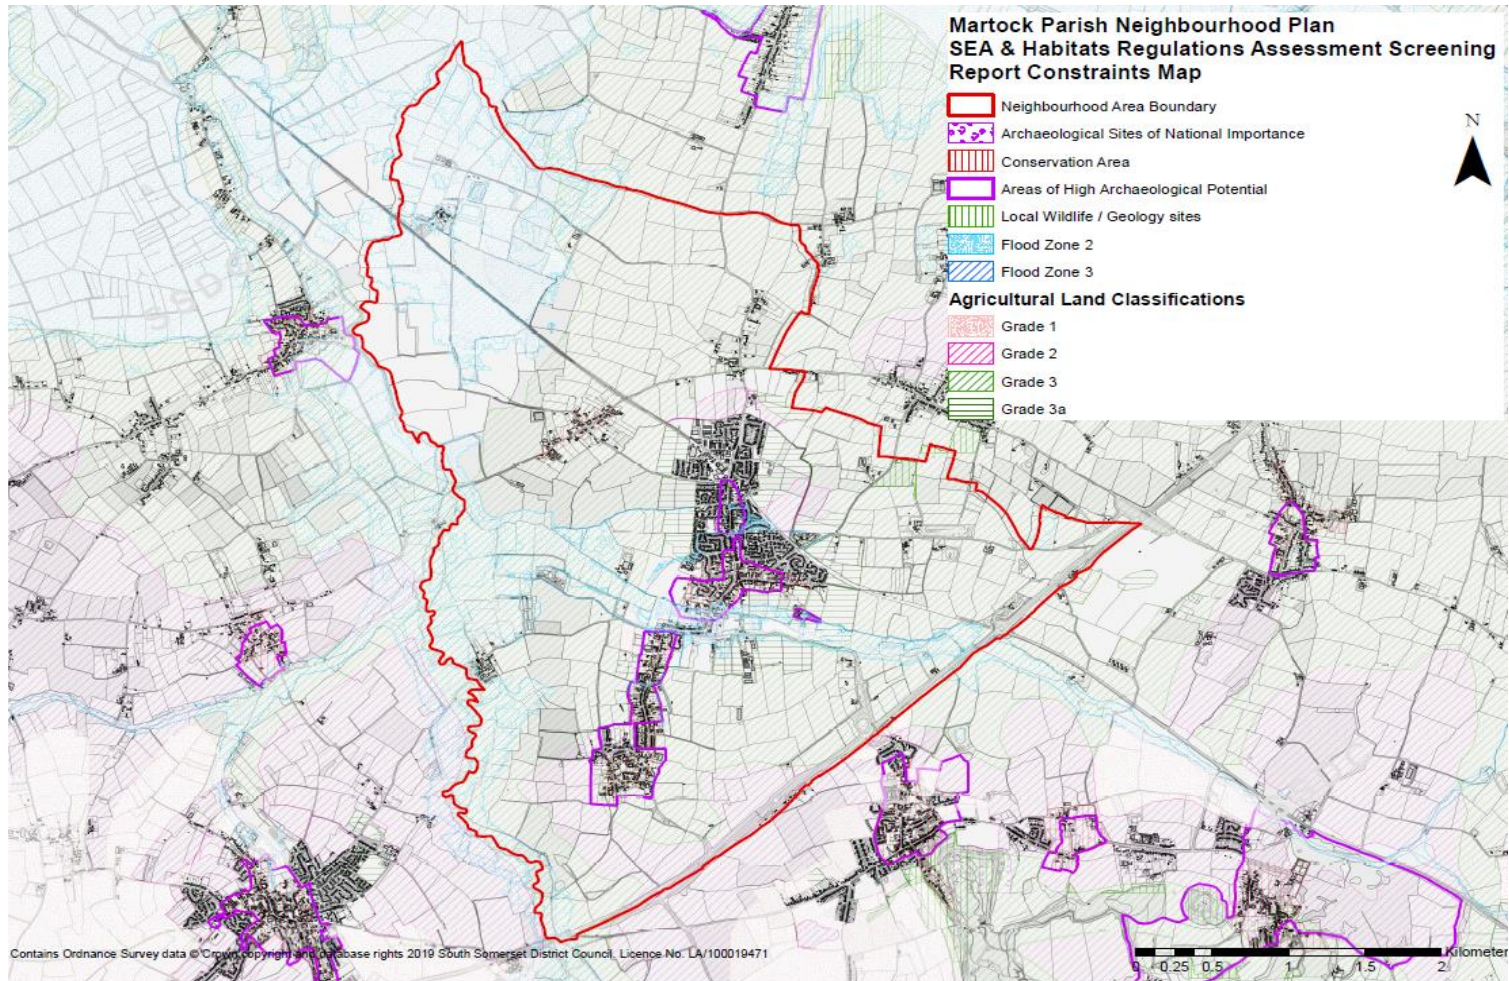 Martock Parish Neighbourhood Plan
SEA & Habitats Regulations Assessment Screening
Report Constraints Map
Neighbourhood Area Boundary
Archaeological Sites of National Importance
Conservation Area
Areas of High Archaeological Potential
Local Wildlife / Geology sites
Flood Zone 2
Flood Zone 3
Agricultural Land Classifications
Grade 1
Grade 2
Grade 3
Grade 3a
N
Contains Ordnance Survey data © Crown copyright and database rights 2019 South Somerset District Council. Licence No. LA/100019471
Kilometer
0 0.25 0.5 1 1.5 2